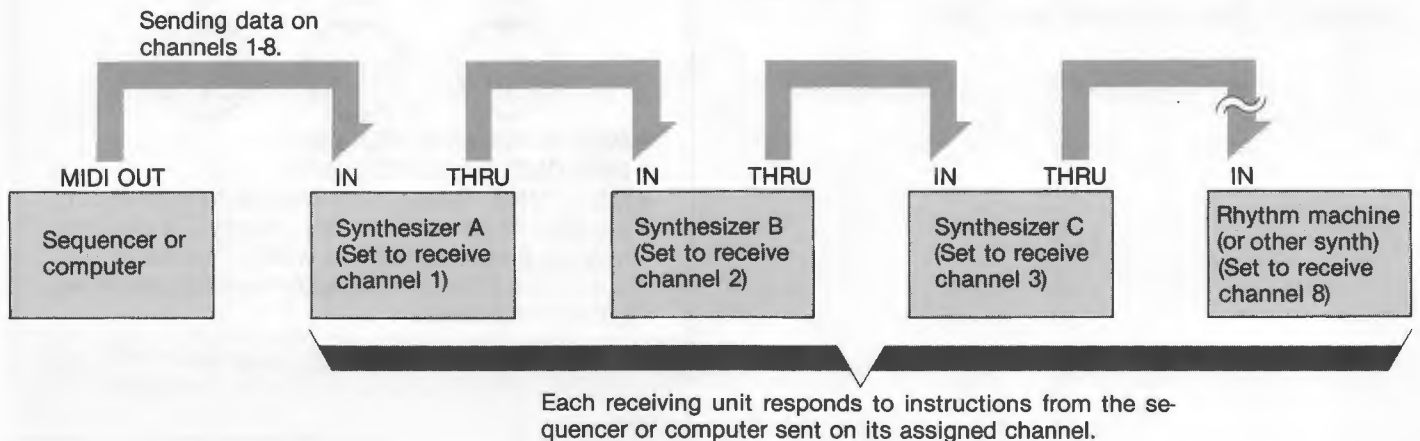 Sending data on
channels 1-8.
MIDI OUT
IN
THRU
IN
THRU
IN
THRU
IN
Sequencer or
computer
Synthesizer A
(Set to receive
channel 1)
Synthesizer B
(Set to receive
channel 2)
Synthesizer C
(Set to receive
channel 3)
Rhythm machine
(or other synth)
(Set to receive
channel 8)
Each receiving unit responds to instructions from the se-
quencer or computer sent on its assigned channel.